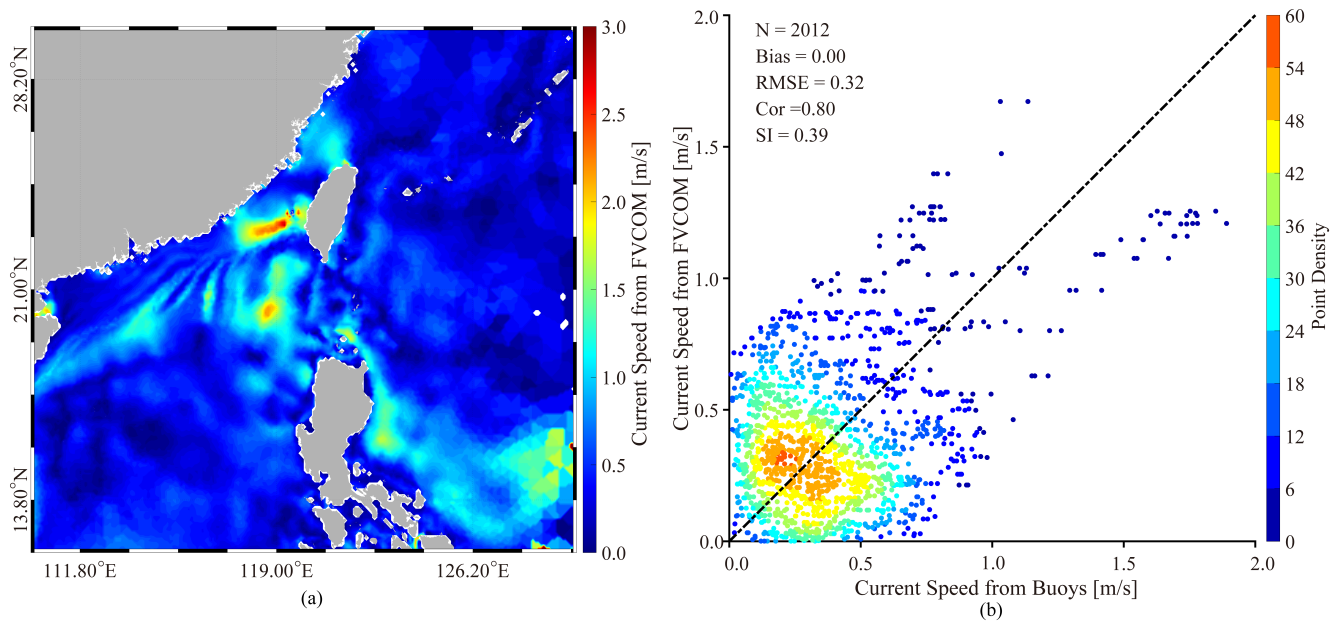 28.20°N
21.00°N
13.80°N
111.80°E
119.00°E
126.20°E
3.0
2.5
2.0
1.5
1.0
0.5
0.0
Current Speed from FVCOM [m/s]
(a)
N = 2012
Bias = 0.00
RMSE = 0.32
Cor =0.80
SI = 0.39
2.0
1.5
1.0
0.5
0.0
Current Speed from FVCOM [m/s]
0.0
0.5
1.0
1.5
2.0
Current Speed from Buoys [m/s]
(b)
60
54
48
42
36
30
24
18
12
6
0
Point Density